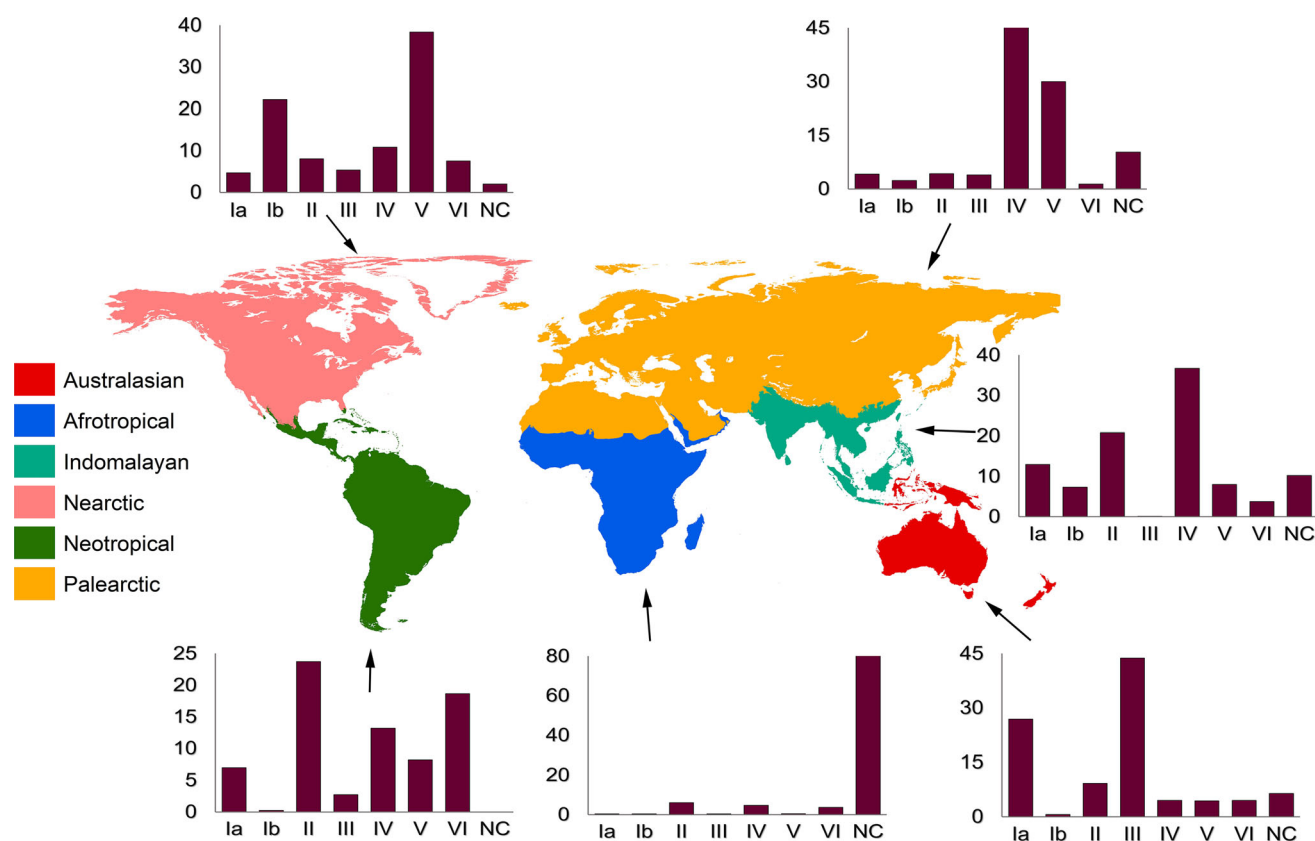 40
30
20
10
0
Ia Ib II III IV V VI NC
45
30
15
0
Ia Ib II III IV V VI NC
Australasian
Afrotropical
Indomalayan
Nearctic
Neotropical
Palearctic
40
30
20
10
0
Ia Ib II III IV V VI NC
25
20
15
10
5
0
Ia Ib II III IV V VI NC
80
60
40
20
0
Ia Ib II III IV V VI NC
45
30
15
0
Ia Ib II III IV V VI NC